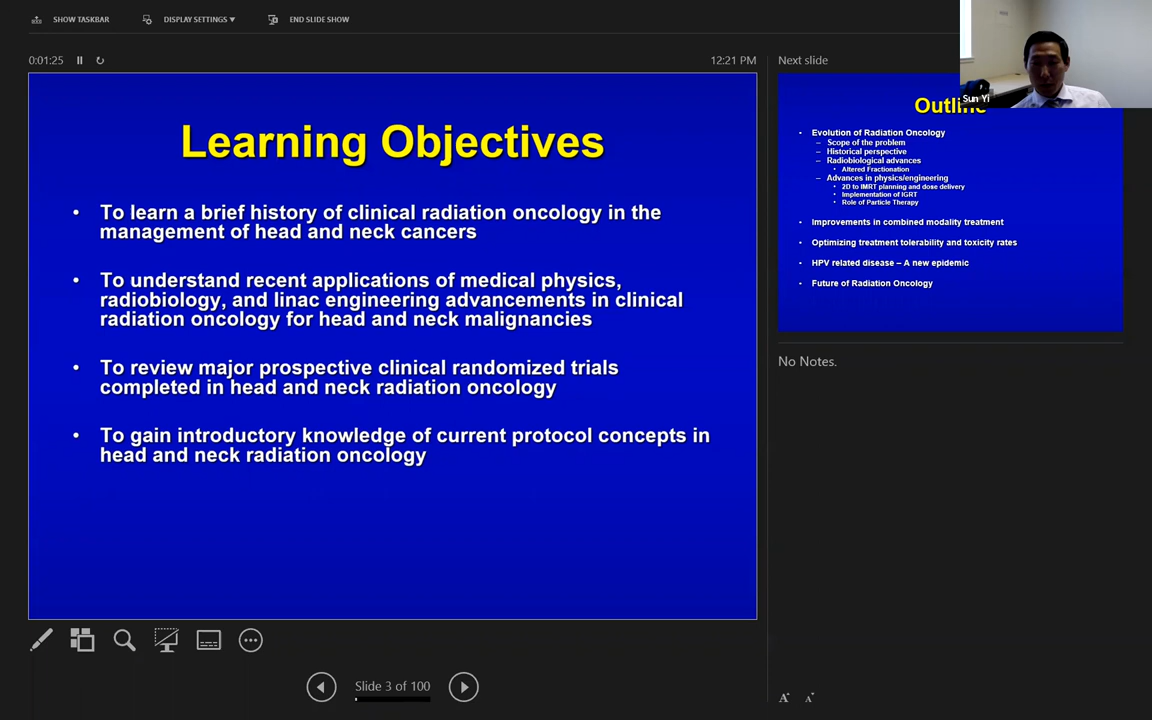 SHOW TASKBAR
DISPLAY SETTINGS ▼
END SLIDE SHOW
0:01:25
12:21 PM
Learning Objectives
• To learn a brief history of clinical radiation oncology in the
management of head and neck cancers
• To understand recent applications of medical physics,
radiobiology, and linac engineering advancements in clinical
radiation oncology for head and neck malignancies
• To review major prospective clinical randomized trials
completed in head and neck radiation oncology
• To gain introductory knowledge of current protocol concepts in
head and neck radiation oncology
Slide 3 of 100
Next slide
Sun Yi
Outline
• Evolution of Radiation Oncology
– Scope of the problem
– Historical perspective
– Radiobiological advances
• Altered Fractionation
– Advances in physics/engineering
• 2D to IMRT planning and dose delivery
• Implementation of IGRT
• Role of Particle Therapy
• Improvements in combined modality treatment
• Optimizing treatment tolerability and toxicity rates
• HPV related disease – A new epidemic
• Future of Radiation Oncology
No Notes.
A A